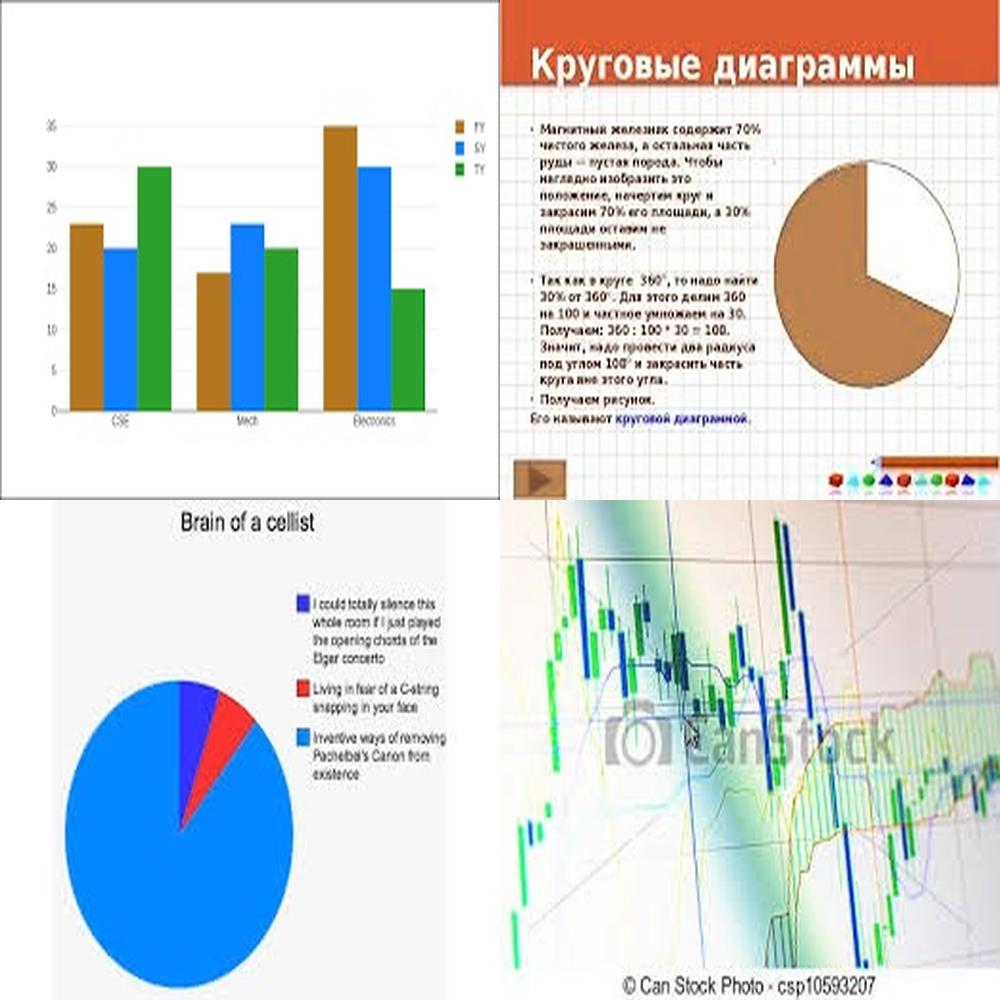 35
30
25
20
15
10
5
0
CSE
Mech
Electronics
FY
SY
TY
Круговые диаграммы
Магнитный железняк содержит 70%
чистого железа, а остальная часть
руды – пустая порода. Чтобы
наглядно изобразить это
положение, начертим круг и
закрасим 70% его площади, а 30%
площади оставим не
закрашенными.
Так как в круге 360°, то надо найти
30% от 360°. Для этого делим 360
на 100 и частное умножаем на 30.
Получаем: 360 : 100 * 30 = 108.
Значит, надо провести два радиуса
под углом 108° и закрасить часть
круга вне этого угла.
Получаем рисунок.
Его называют круговой диаграммой.
Brain of a cellist
I could totally silence this
whole room if I just played
the opening chords of the
Elgar concerto
Living in fear of a C-string
snapping in your face
Inventive ways of removing
Pachelbel's Canon from
existence
CanStock
© Can Stock Photo - csp10593207